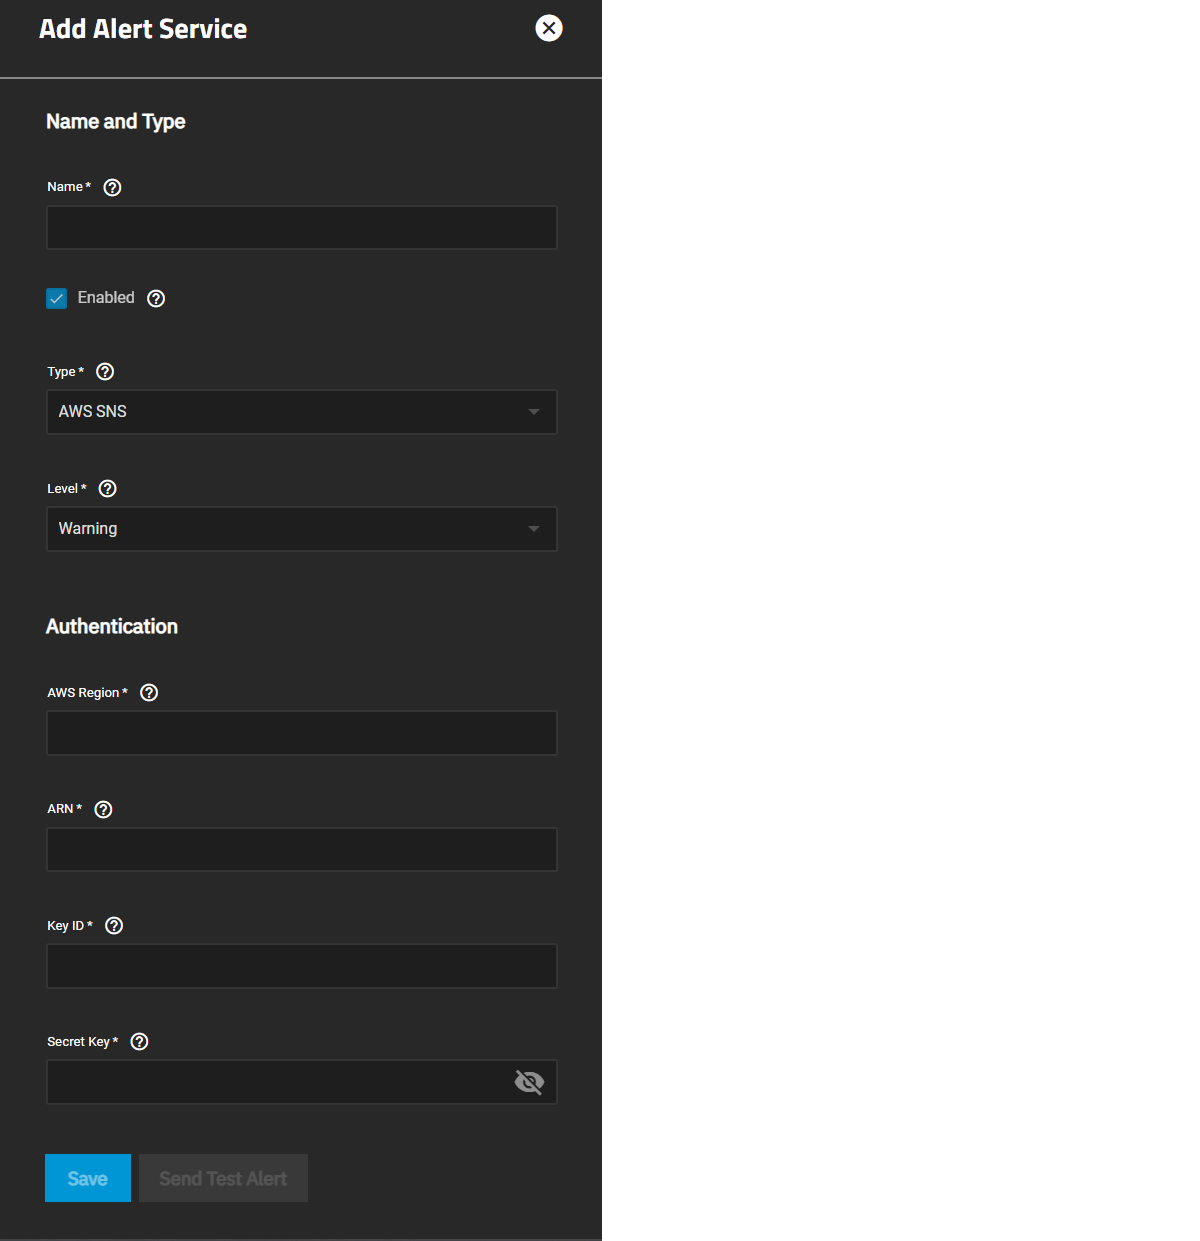 Add Alert Service
Name and Type
Name *
Enabled
Type *
AWS SNS
Level *
Warning
Authentication
AWS Region *
ARN *
Key ID *
Secret Key *
Save
Send Test Alert